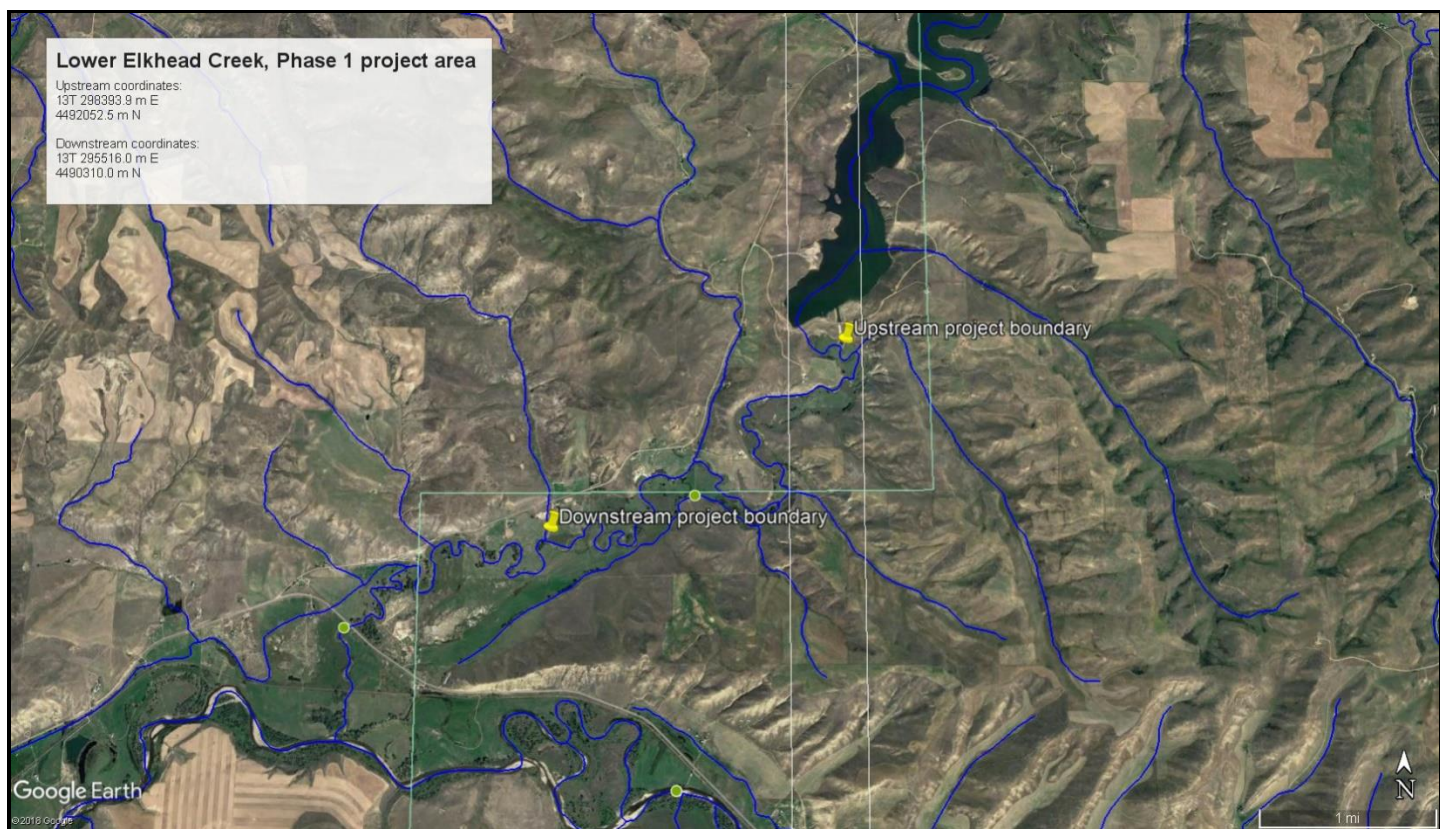 Lower Elkhead Creek, Phase 1 project area
Upstream coordinates:
13T 298393.9 m E
4492052.5 m N
Downstream coordinates:
13T 295516.0 m E
4490310.0 m N
Upstream project boundary
Downstream project boundary
Google Earth
©2018 Google
N
1 mi